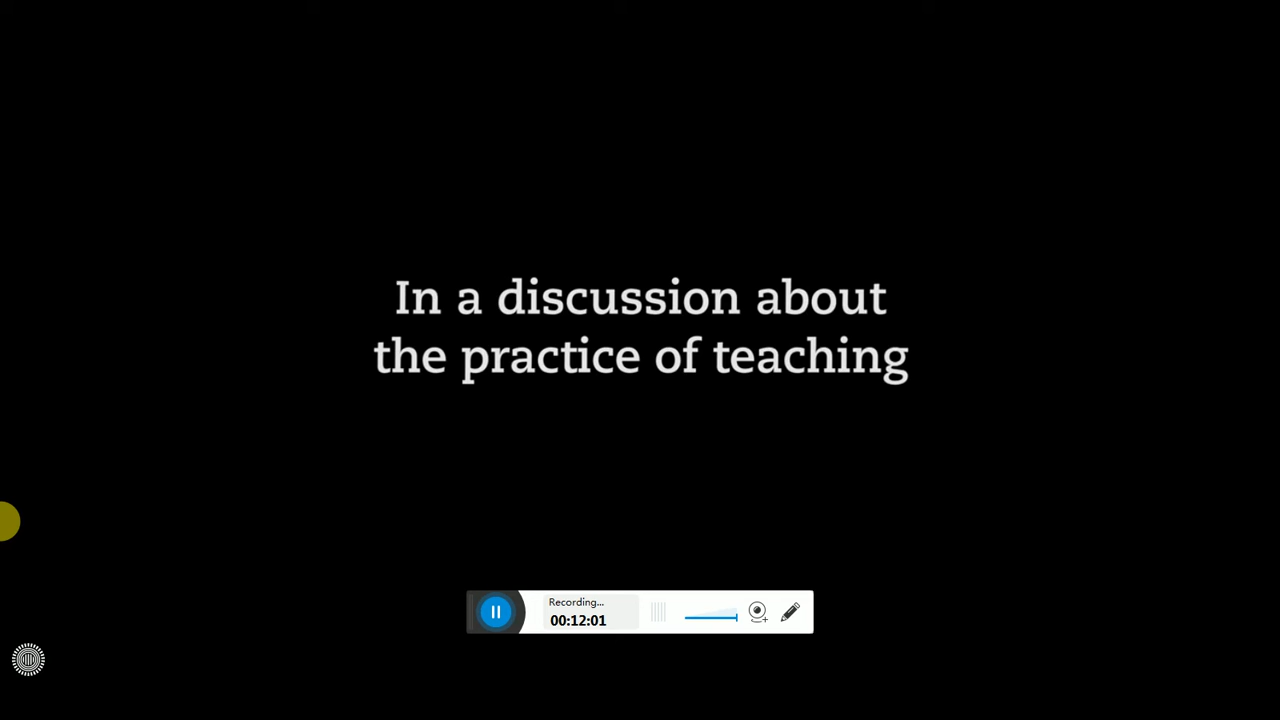 In a discussion about
the practice of teaching
Recording...
00:12:01